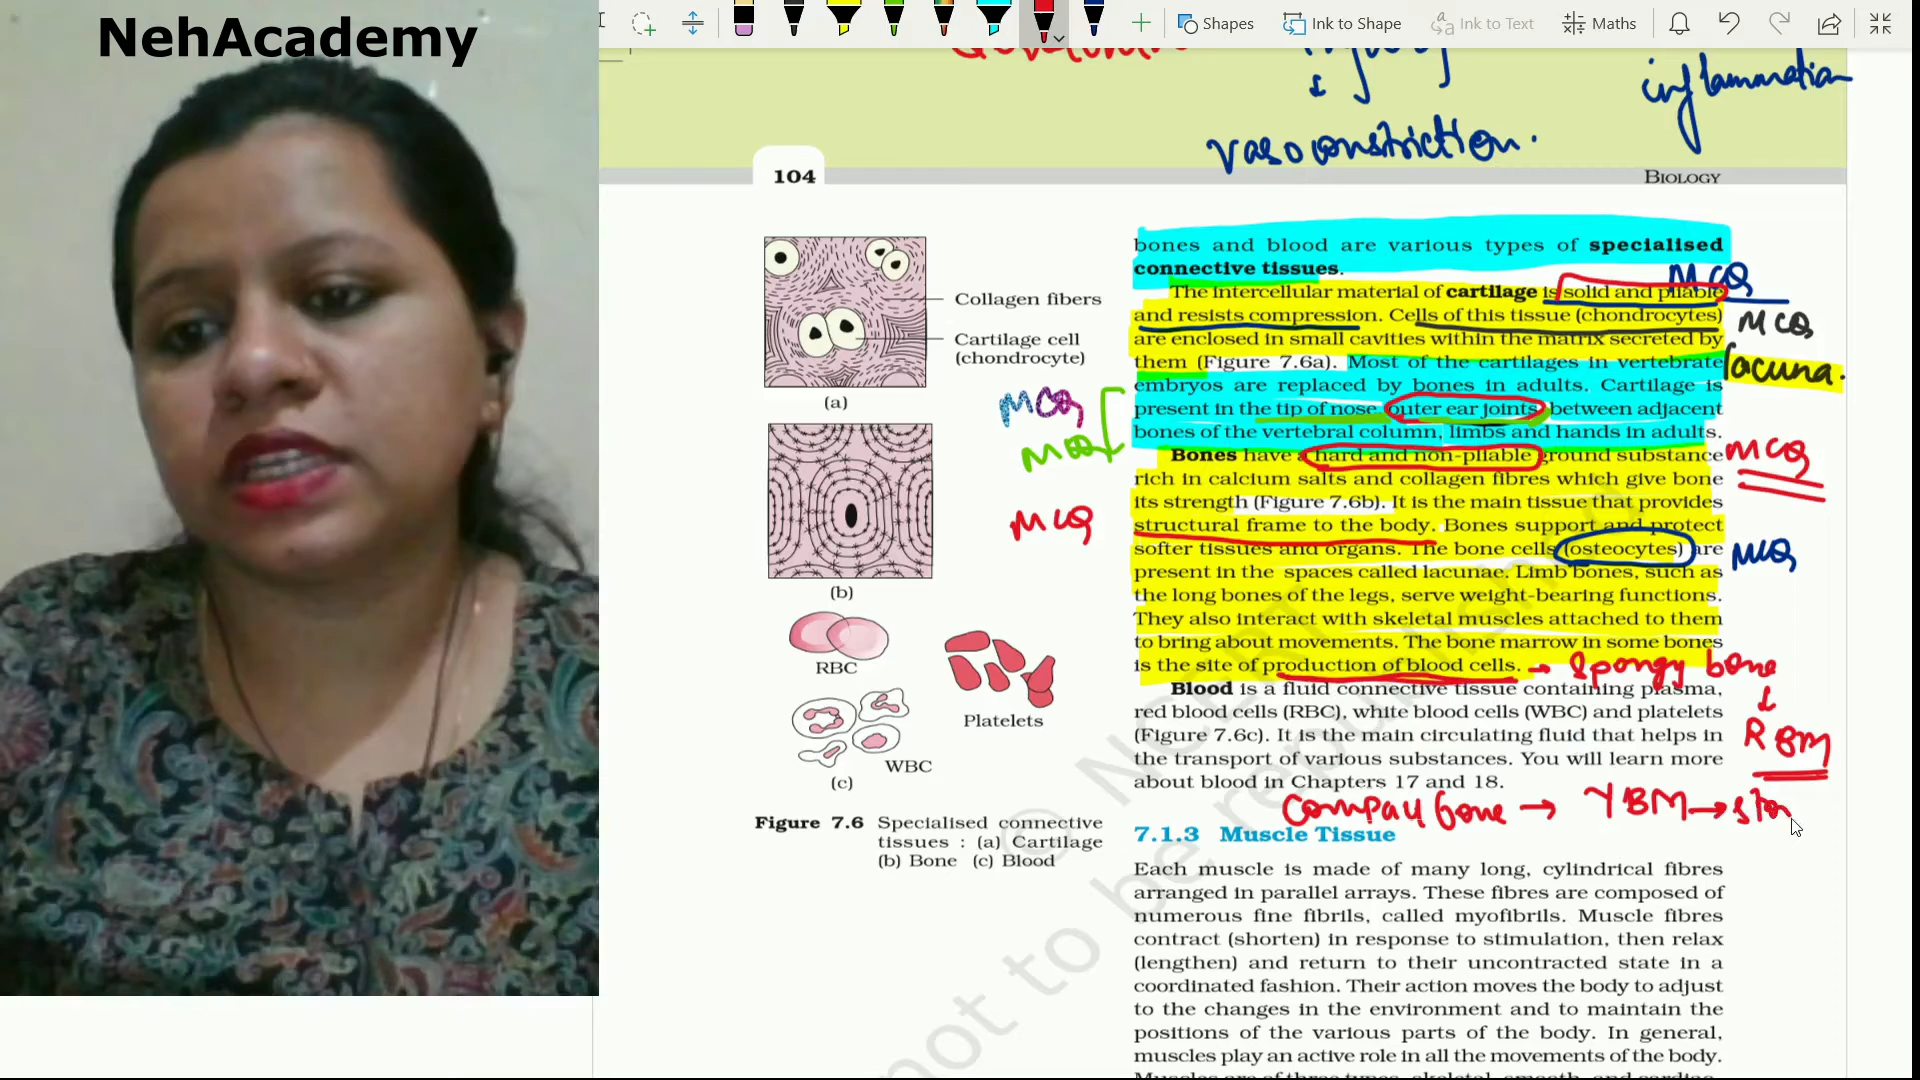 NehAcademy
Shapes
Ink to Shape
Ink to Text
Maths
inflammation
vasoconstriction.
104
BIOLOGY
Collagen fibers
Cartilage cell
(chondrocyte)
(a)
(b)
RBC
Platelets
WBC
(c)
Figure 7.6 Specialised connective
tissues : (a) Cartilage
(b) Bone (c) Blood
MCQ
MCQ
MCQ
bones and blood are various types of specialised
connective tissues.
MCQ
The intercellular material of cartilage is solid and pliable
and resists compression. Cells of this tissue (chondrocytes)
MCQ
are enclosed in small cavities within the matrix secreted by
them (Figure 7.6a). Most of the cartilages in vertebrate
lacuna.
embryos are replaced by bones in adults. Cartilage is
present in the tip of nose outer ear joints between adjacent
bones of the vertebral column, limbs and hands in adults.
Bones have a hard and non-pliable ground substance
MCQ
rich in calcium salts and collagen fibres which give bone
its strength (Figure 7.6b). It is the main tissue that provides
structural frame to the body. Bones support and protect
softer tissues and organs. The bone cells (osteocytes) are
MCQ
present in the spaces called lacunae. Limb bones, such as
the long bones of the legs, serve weight-bearing functions.
They also interact with skeletal muscles attached to them
to bring about movements. The bone marrow in some bones
is the site of production of blood cells. → Spongy bone
↓
RBM
Blood is a fluid connective tissue containing plasma,
red blood cells (RBC), white blood cells (WBC) and platelets
(Figure 7.6c). It is the main circulating fluid that helps in
the transport of various substances. You will learn more
about blood in Chapters 17 and 18.
bone → YBM → stor
7.1.3 Muscle Tissue
Each muscle is made of many long, cylindrical fibres
arranged in parallel arrays. These fibres are composed of
numerous fine fibrils, called myofibrils. Muscle fibres
contract (shorten) in response to stimulation, then relax
(lengthen) and return to their uncontracted state in a
coordinated fashion. Their action moves the body to adjust
to the changes in the environment and to maintain the
positions of the various parts of the body. In general,
muscles play an active role in all the movements of the body.
© NCERT
not to be republished